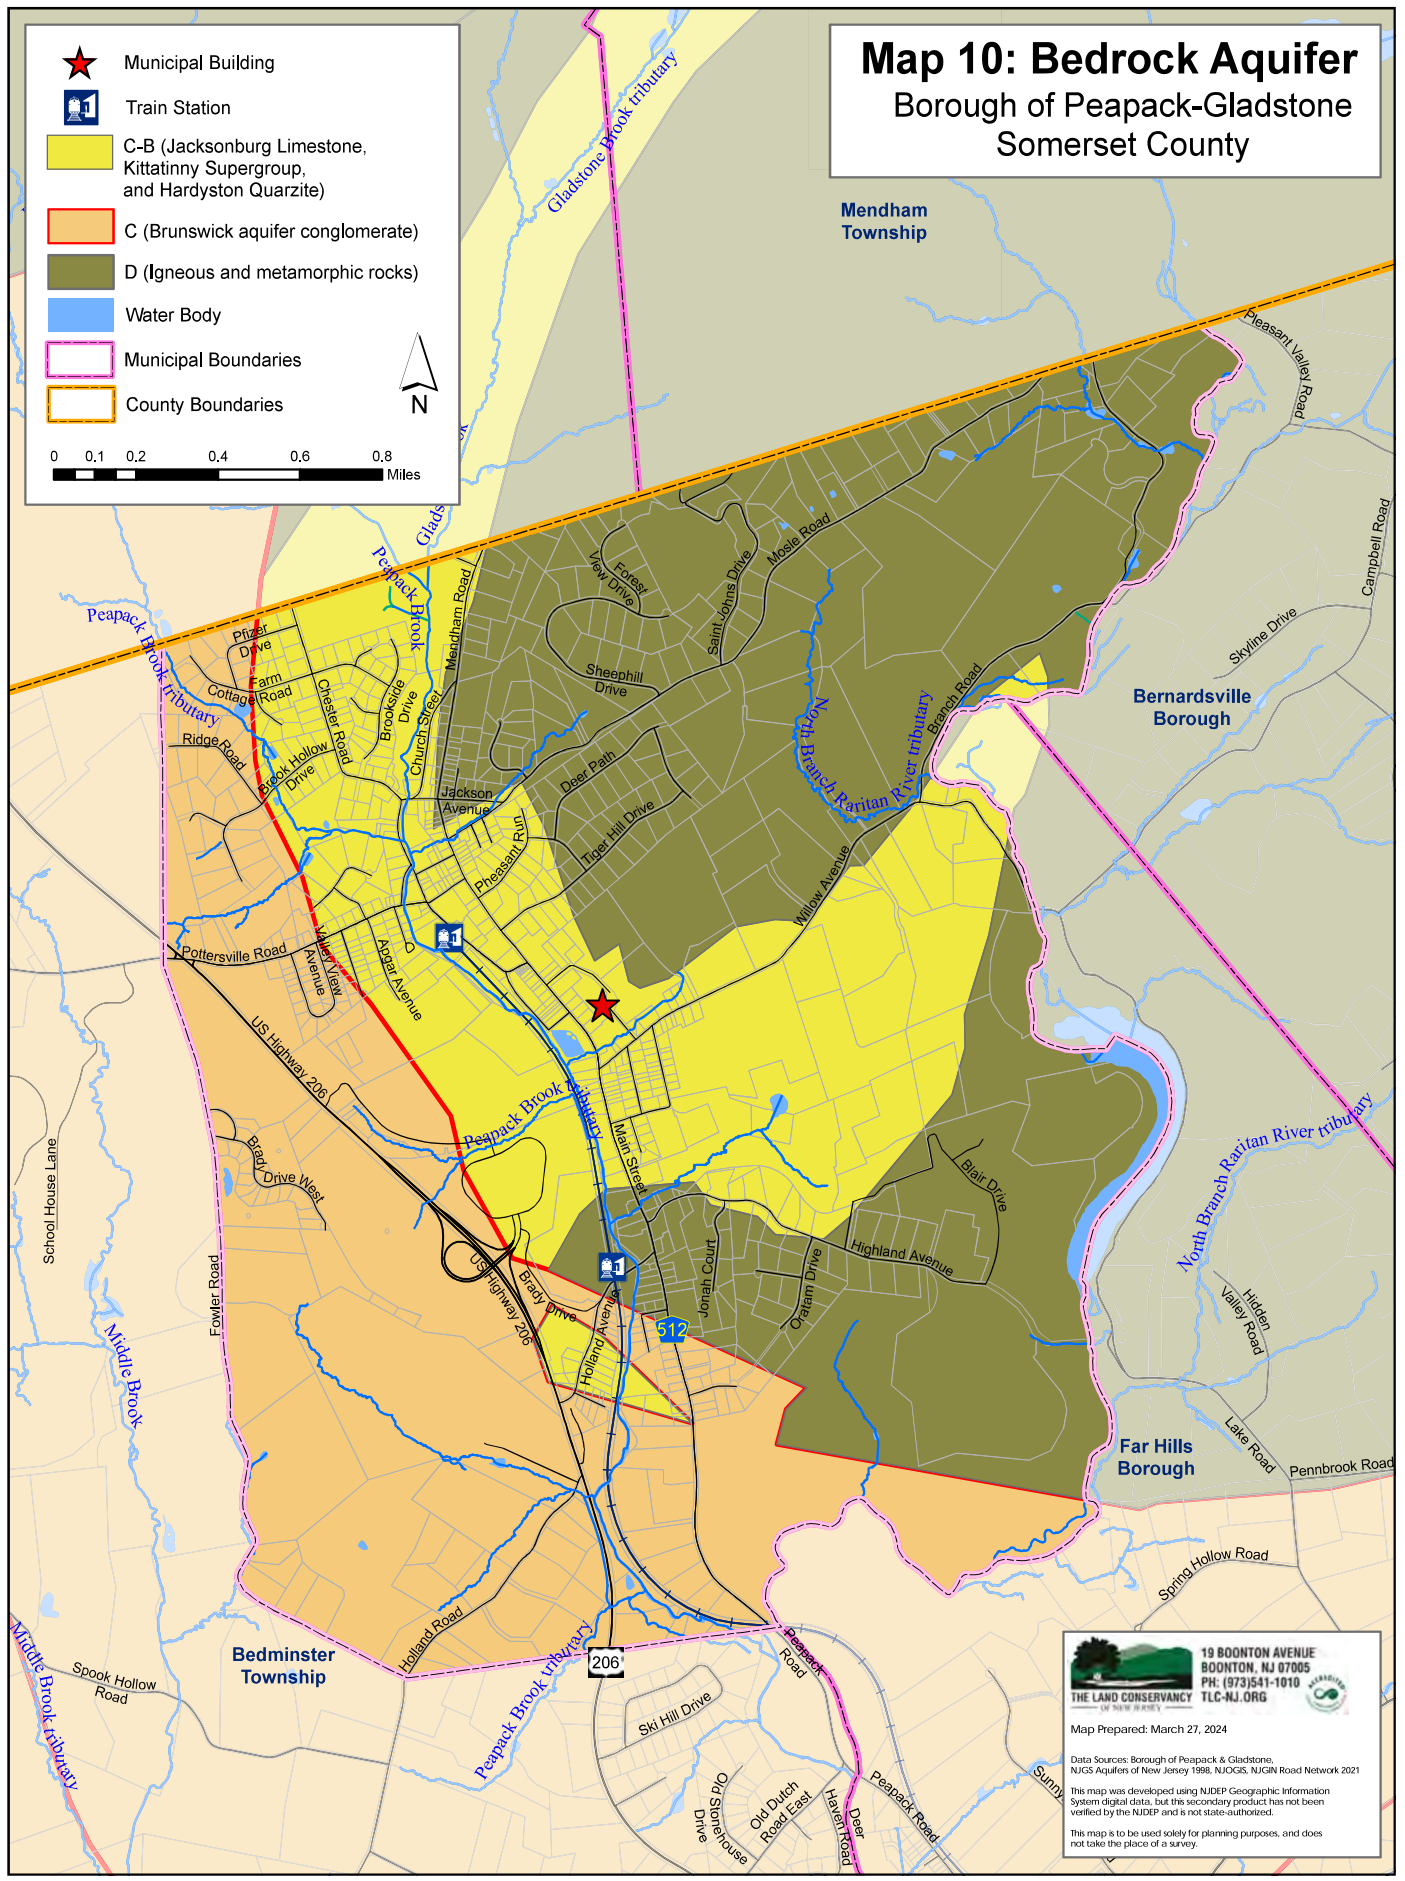 Map 10: Bedrock Aquifer
Borough of Peapack-Gladstone
Somerset County
Municipal Building
Train Station
C-B (Jacksonburg Limestone,
Kittatinny Supergroup,
and Hardyston Quarzite)
C (Brunswick aquifer conglomerate)
D (Igneous and metamorphic rocks)
Water Body
Municipal Boundaries
County Boundaries
N
0 0.1 0.2 0.4 0.6 0.8
Miles
Gladstone Brook tributary
Mendham
Township
Pleasant Valley
Road
Campbell Road
Skyline Drive
Bernardsville
Borough
Glads
ok
Peapack Brook
Peapack Brook tributary
Mendham Road
Forest
View Drive
Saint Johns Drive
Mosle Road
Sheephill
Drive
Pfizer
Drive
Farm
Cottage Road
Chester Road
Brookside
Drive
Church Street
Ridge Road
Brook Hollow
Drive
Jackson
Avenue
Deer Path
Tiger Hill Drive
Pheasant Run
North Branch Raritan River tributary
Branch Road
Willow Avenue
Pottersville Road
Valley View
Avenue
Apgar Avenue
US Highway 206
Peapack Brook tributary
Main Street
Brady
Drive West
School House Lane
Fowler Road
Middle Brook
US Highway 206
Brady Drive
Holland Avenue
Jonah Court
Oratam Drive
Highland Avenue
Blair Drive
512
North Branch Raritan River tributary
Hidden
Valley Road
Lake Road
Pennbrook Road
Far Hills
Borough
Spring Hollow Road
Holland Road
Bedminster
Township
206
Peapack Brook tributary
Peapack
Road
Middle Brook tributary
Spook Hollow
Road
Ski Hill Drive
Old Stonehouse
Drive
Old Dutch
Road East
Deer
Haven Road
Peapack Road
Sunny
THE LAND CONSERVANCY
OF NEW JERSEY
19 BOONTON AVENUE
BOONTON, NJ 07005
PH: (973)541-1010
TLC-NJ.ORG
ACCREDITED
Map Prepared: March 27, 2024
Data Sources: Borough of Peapack & Gladstone,
NJGS Aquifers of New Jersey 1998, NJOGIS, NJGIN Road Network 2021
This map was developed using NJDEP Geographic Information
System digital data, but this secondary product has not been
verified by the NJDEP and is not state-authorized.
This map is to be used solely for planning purposes, and does
not take the place of a survey.